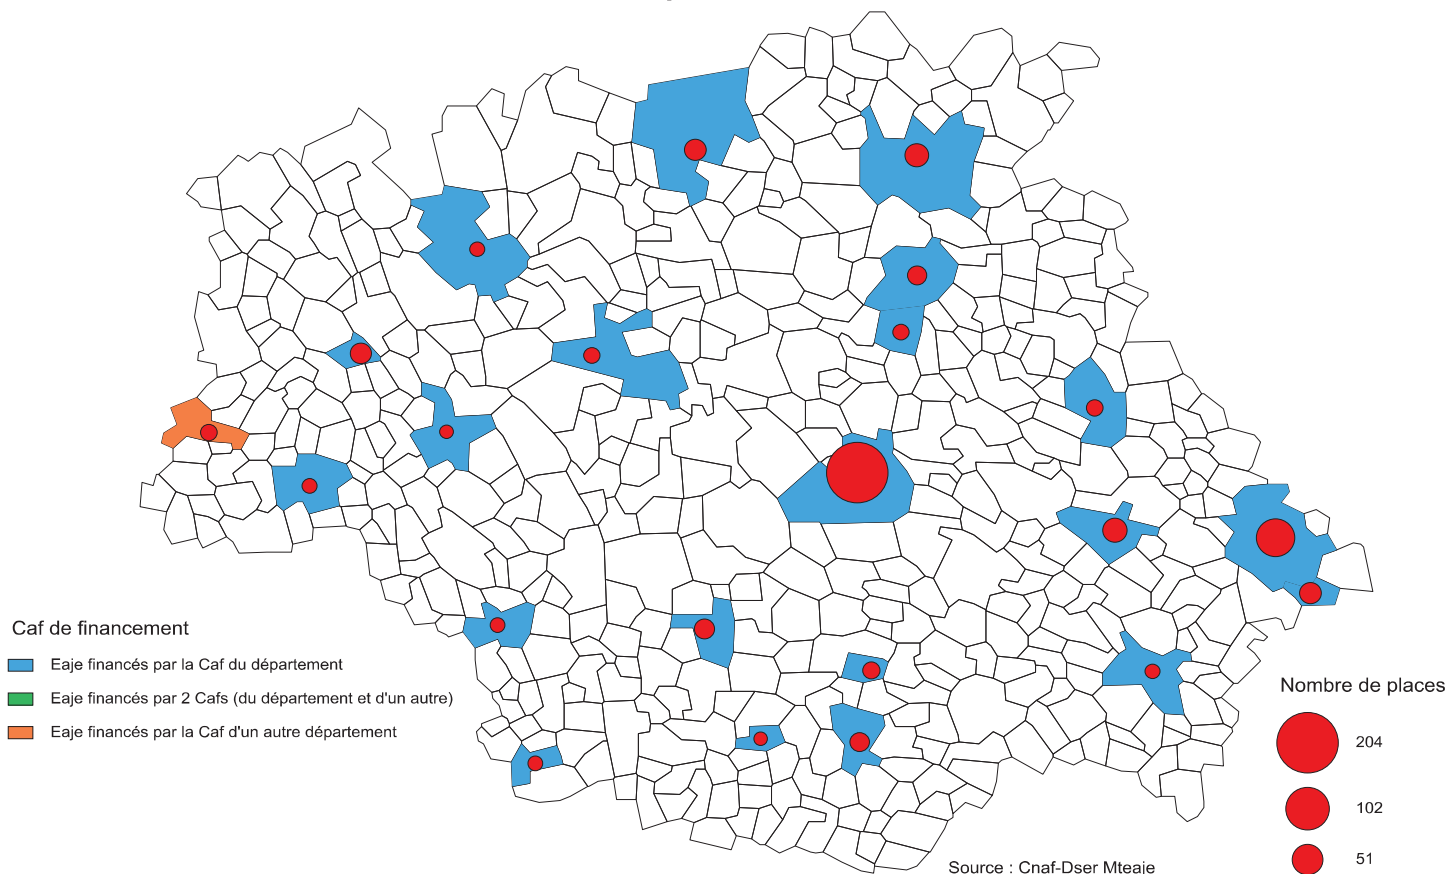 Caf de financement
Eaje financés par la Caf du département
Eaje financés par 2 Cafs (du département et d'un autre)
Eaje financés par la Caf d'un autre département
Nombre de places
204
102
51
Source : Cnaf-Dser Mteaje